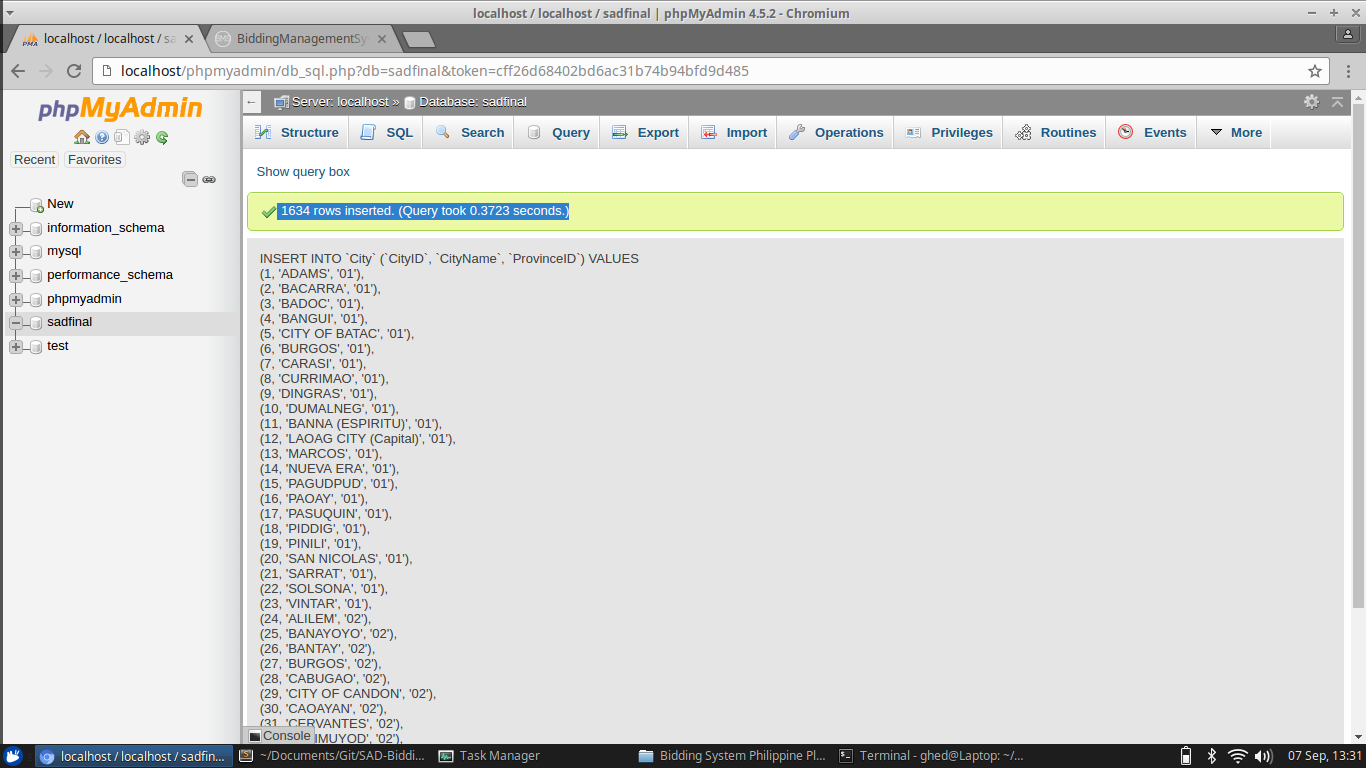 localhost / localhost / sadfinal | phpMyAdmin 4.5.2 - Chromium
PMA localhost / localhost / sa
BMS BiddingManagementSy
localhost/phpmyadmin/db_sql.php?db=sadfinal&token=cff26d68402bd6ac31b74b94bfd9d485
phpMyAdmin
Recent Favorites
New
information_schema
mysql
performance_schema
phpmyadmin
sadfinal
test
Server: localhost » Database: sadfinal
Structure SQL Search Query Export Import Operations Privileges Routines Events More
Show query box
1634 rows inserted. (Query took 0.3723 seconds.)
INSERT INTO `City` (`CityID`, `CityName`, `ProvinceID`) VALUES
(1, 'ADAMS', '01'),
(2, 'BACARRA', '01'),
(3, 'BADOC', '01'),
(4, 'BANGUI', '01'),
(5, 'CITY OF BATAC', '01'),
(6, 'BURGOS', '01'),
(7, 'CARASI', '01'),
(8, 'CURRIMAO', '01'),
(9, 'DINGRAS', '01'),
(10, 'DUMALNEG', '01'),
(11, 'BANNA (ESPIRITU)', '01'),
(12, 'LAOAG CITY (Capital)', '01'),
(13, 'MARCOS', '01'),
(14, 'NUEVA ERA', '01'),
(15, 'PAGUDPUD', '01'),
(16, 'PAOAY', '01'),
(17, 'PASUQUIN', '01'),
(18, 'PIDDIG', '01'),
(19, 'PINILI', '01'),
(20, 'SAN NICOLAS', '01'),
(21, 'SARRAT', '01'),
(22, 'SOLSONA', '01'),
(23, 'VINTAR', '01'),
(24, 'ALILEM', '02'),
(25, 'BANAYOYO', '02'),
(26, 'BANTAY', '02'),
(27, 'BURGOS', '02'),
(28, 'CABUGAO', '02'),
(29, 'CITY OF CANDON', '02'),
(30, 'CAOAYAN', '02'),
(31, 'CERVANTES', '02'),
IMUYOD', '02'),
Console
localhost / localhost / sadfin... ~/Documents/Git/SAD-Biddi... Task Manager Bidding System Philippine Pl... Terminal - ghed@Laptop: ~/... 07 Sep, 13:31